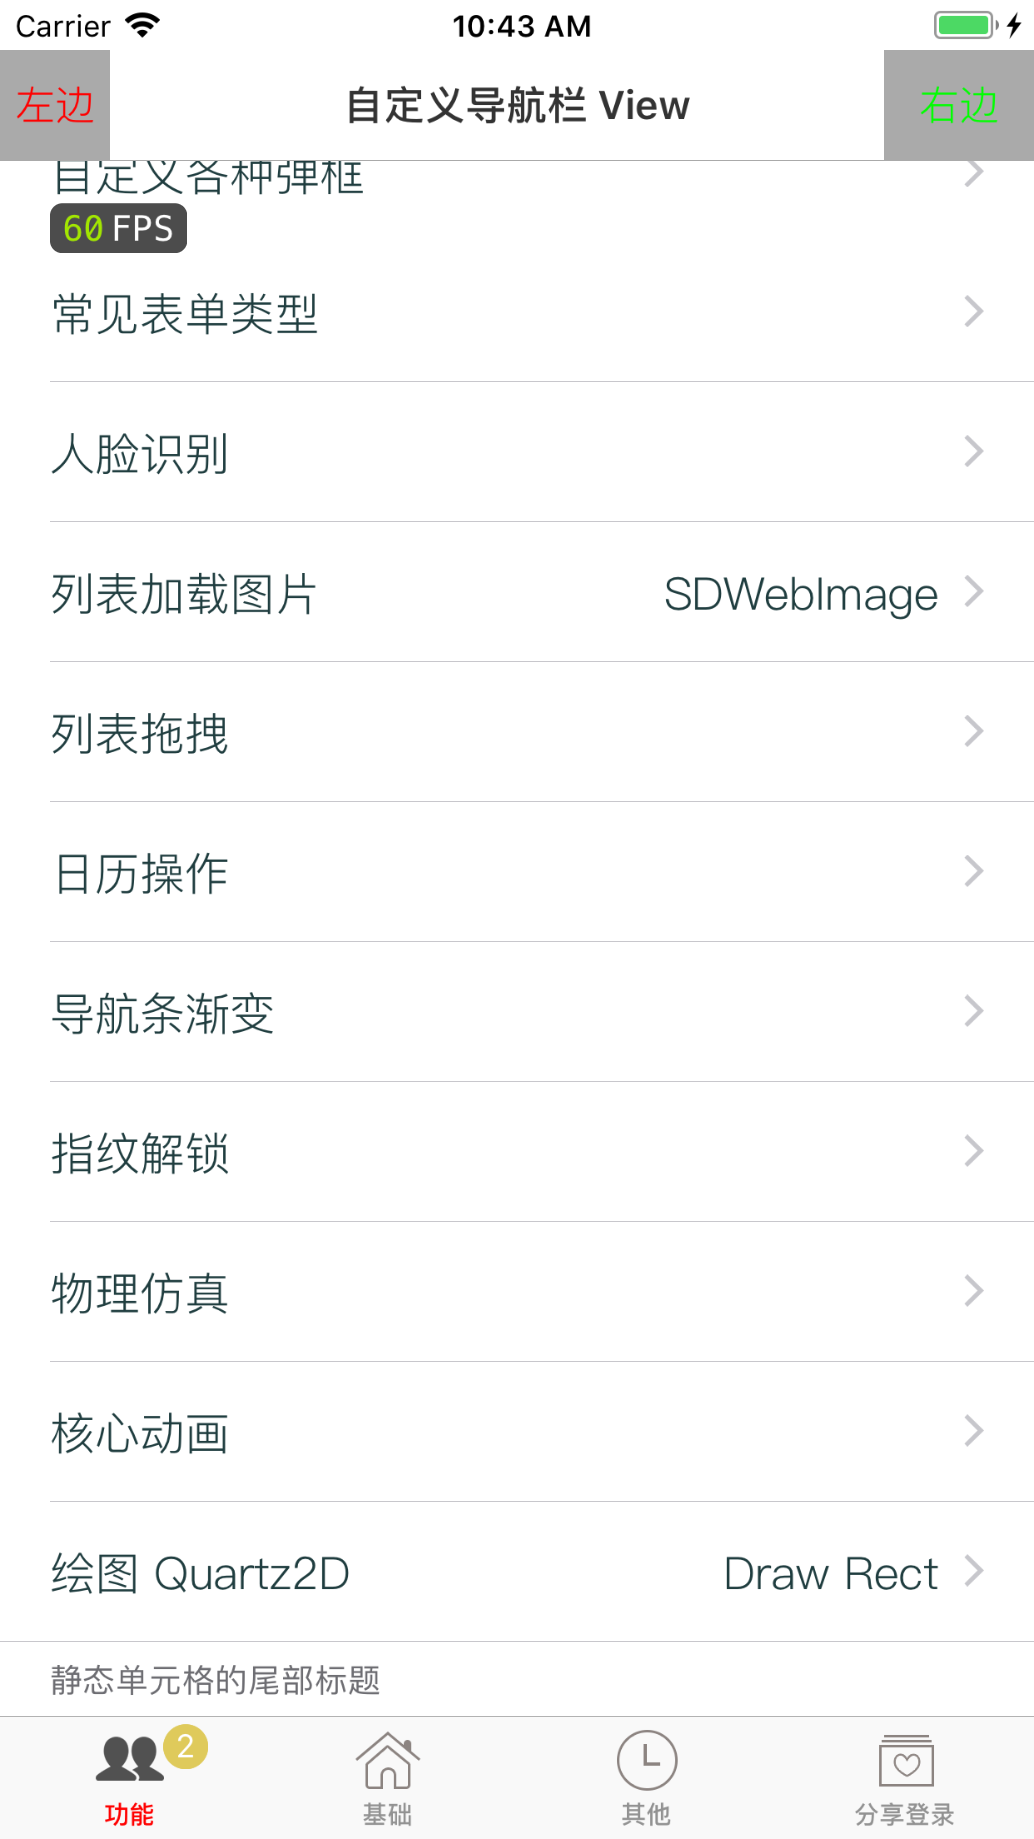 Carrier 10:43 AM
左边 自定义导航栏 View 右边
自定义各种弹框
60 FPS
常见表单类型
人脸识别
列表加载图片 SDWebImage
列表拖拽
日历操作
导航条渐变
指纹解锁
物理仿真
核心动画
绘图 Quartz2D Draw Rect
静态单元格的尾部标题
2
功能 基础 其他 分享登录